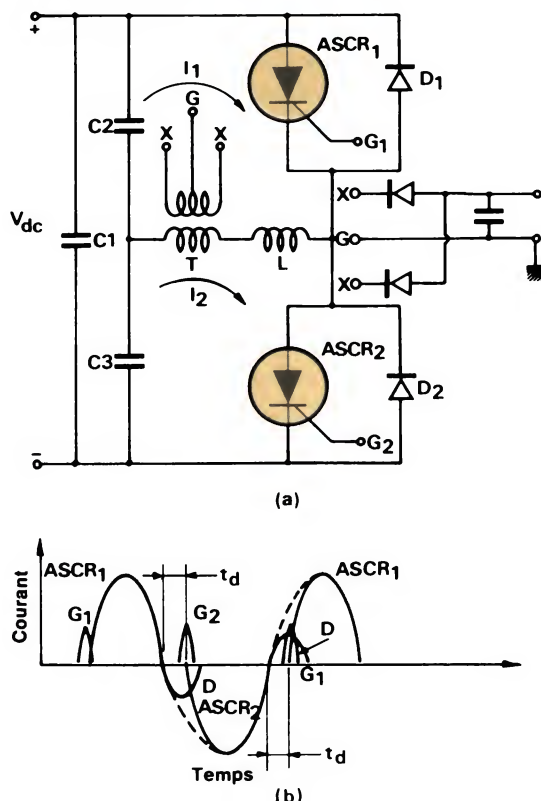 ASCR1
I1
D1
G
+
C2
X
X
G1
X
Vdc
C1
G
T
L
X
I2
C3
ASCR2
D2
G2
−
(a)
Courant
ASCR1
td
ASCR1
G1
G2
D
D
G1
ASCR2
td
Temps
(b)